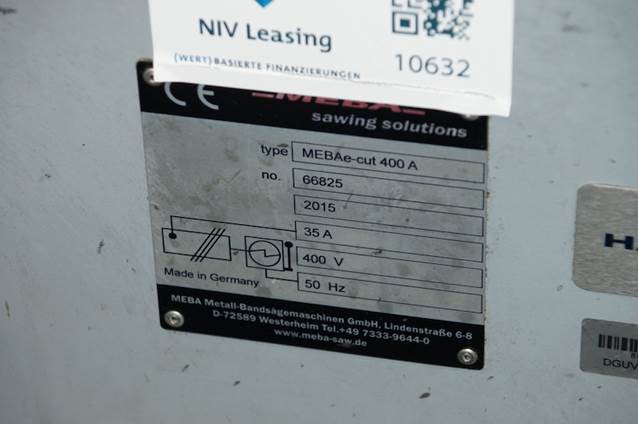 NIV Leasing
(WERT)BASIERTE FINANZIERUNGEN
10632
CE
MEBA
sawing solutions
type MEBAe-cut 400 A
no. 66825
2015
35 A
400 V
50 Hz
Made in Germany
MEBA Metall-Bandsägemaschinen GmbH, Lindenstraße 6-8
D-72589 Westerheim Tel.+49 7333-9644-0
www.meba-saw.de
DGUV